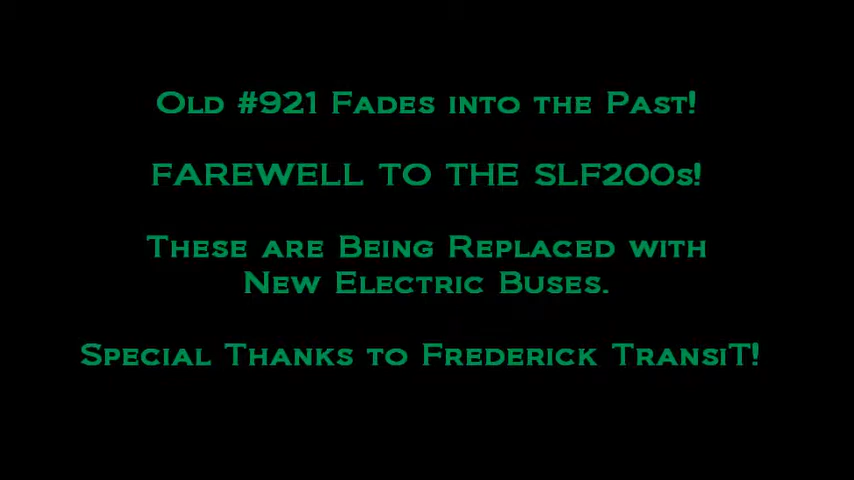 Old #921 Fades into the Past!
FAREWELL TO THE SLF200s!
These are Being Replaced with
New Electric Buses.
Special Thanks to Frederick TransiT!